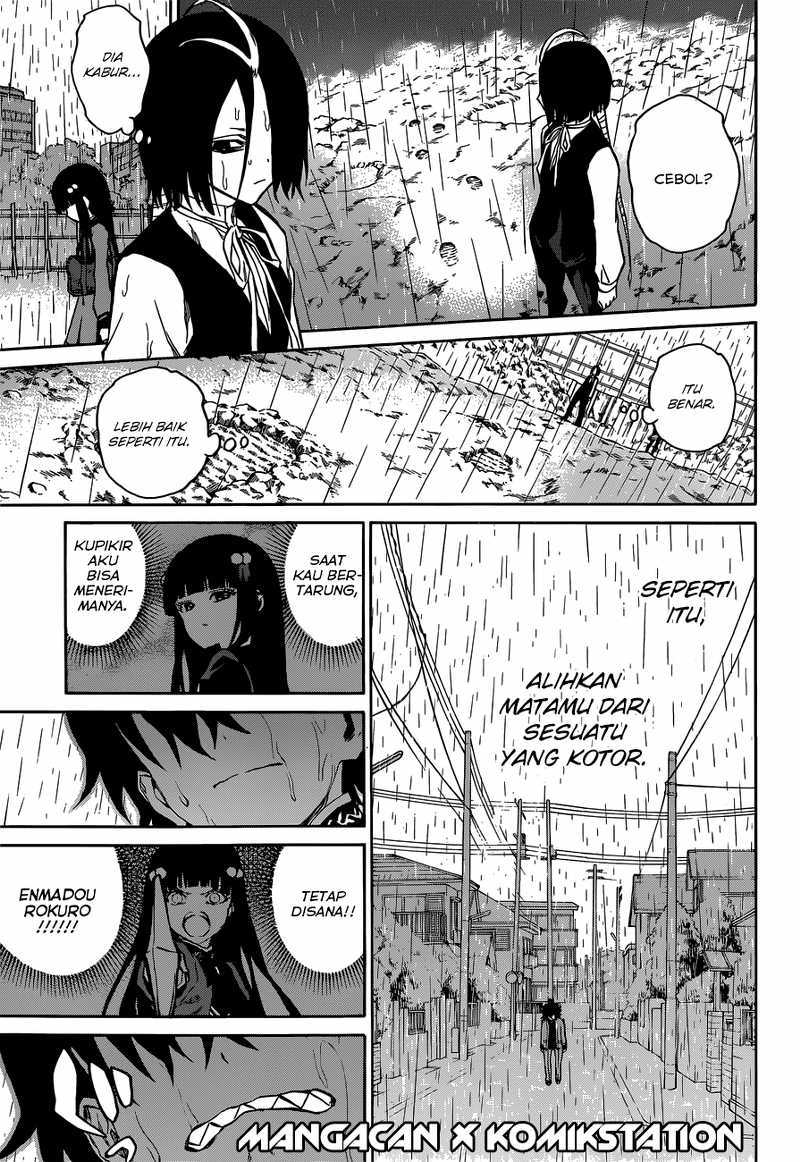 CEBOL?
DIA
KABUR...
ITU
BENAR.
LEBIH BAIK
SEPERTI ITU.
SEPERTI
ITU,
ALIHKAN
MATAMU DARI
SESUATU
YANG KOTOR.
SAAT
KAU BER-
TARUNG,
KUPIKIR
AKU
BISA
MENERI-
MANYA.
TETAP
DISANA!!
ENMADOU
ROKURO
!!!!!!
MANGACAN X KOMIKSTATION